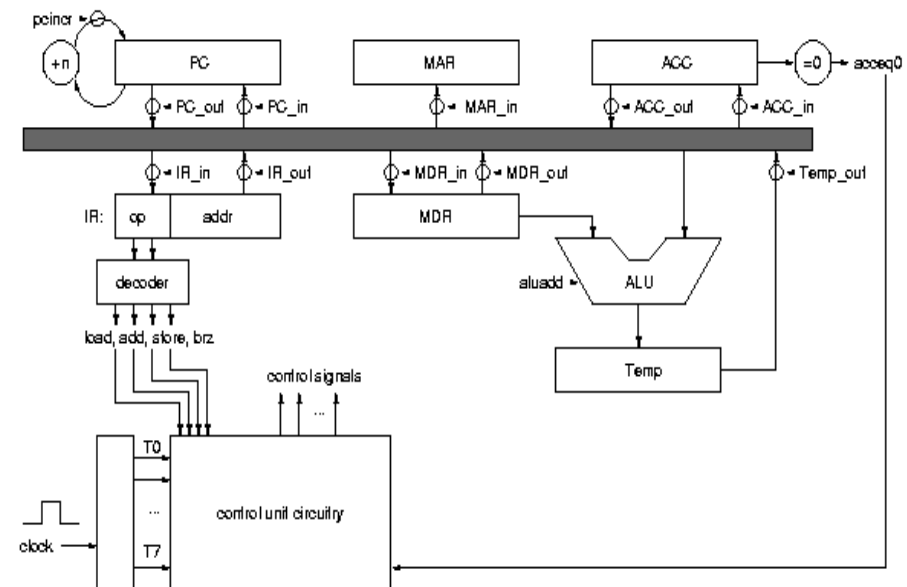 pcincr
+n
PC
MAR
ACC
=0
acceq0
PC_out
PC_in
MAR_in
ACC_out
ACC_in
IR_in
IR_out
MDR_in
MDR_out
Temp_out
IR:
op
addr
MDR
decoder
aluadd
ALU
load, add, store, brz
Temp
control signals
...
T0
...
control unit circuitry
clock
T7